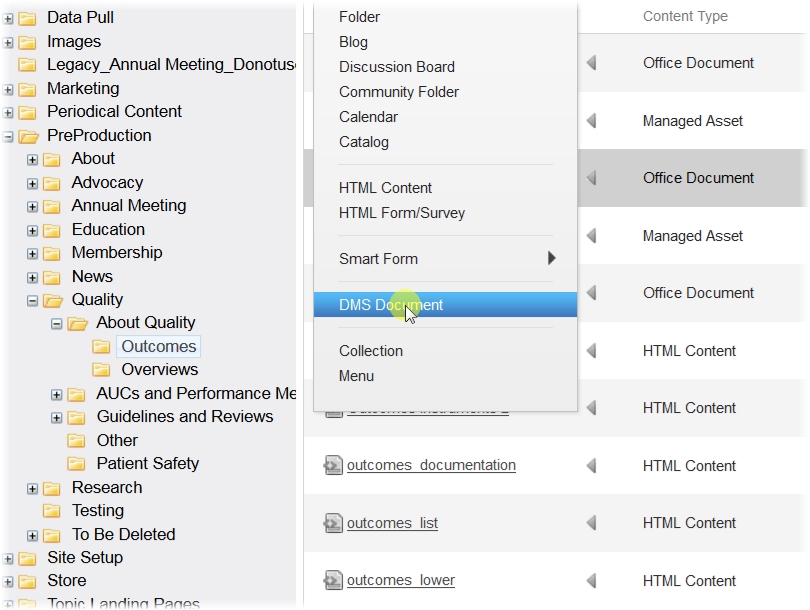 Data Pull
Images
Legacy_Annual Meeting_Donotus
Marketing
Periodical Content
PreProduction
About
Advocacy
Annual Meeting
Education
Membership
News
Quality
About Quality
Outcomes
Overviews
AUCs and Performance Me
Guidelines and Reviews
Other
Patient Safety
Research
Testing
To Be Deleted
Site Setup
Store
Topic Landing Pages
Folder
Blog
Discussion Board
Community Folder
Calendar
Catalog
HTML Content
HTML Form/Survey
Smart Form
DMS Document
Collection
Menu
outcomes_documentation
outcomes_list
outcomes_lower
Content Type
Office Document
Managed Asset
Office Document
Managed Asset
Office Document
HTML Content
HTML Content
HTML Content
HTML Content
HTML Content